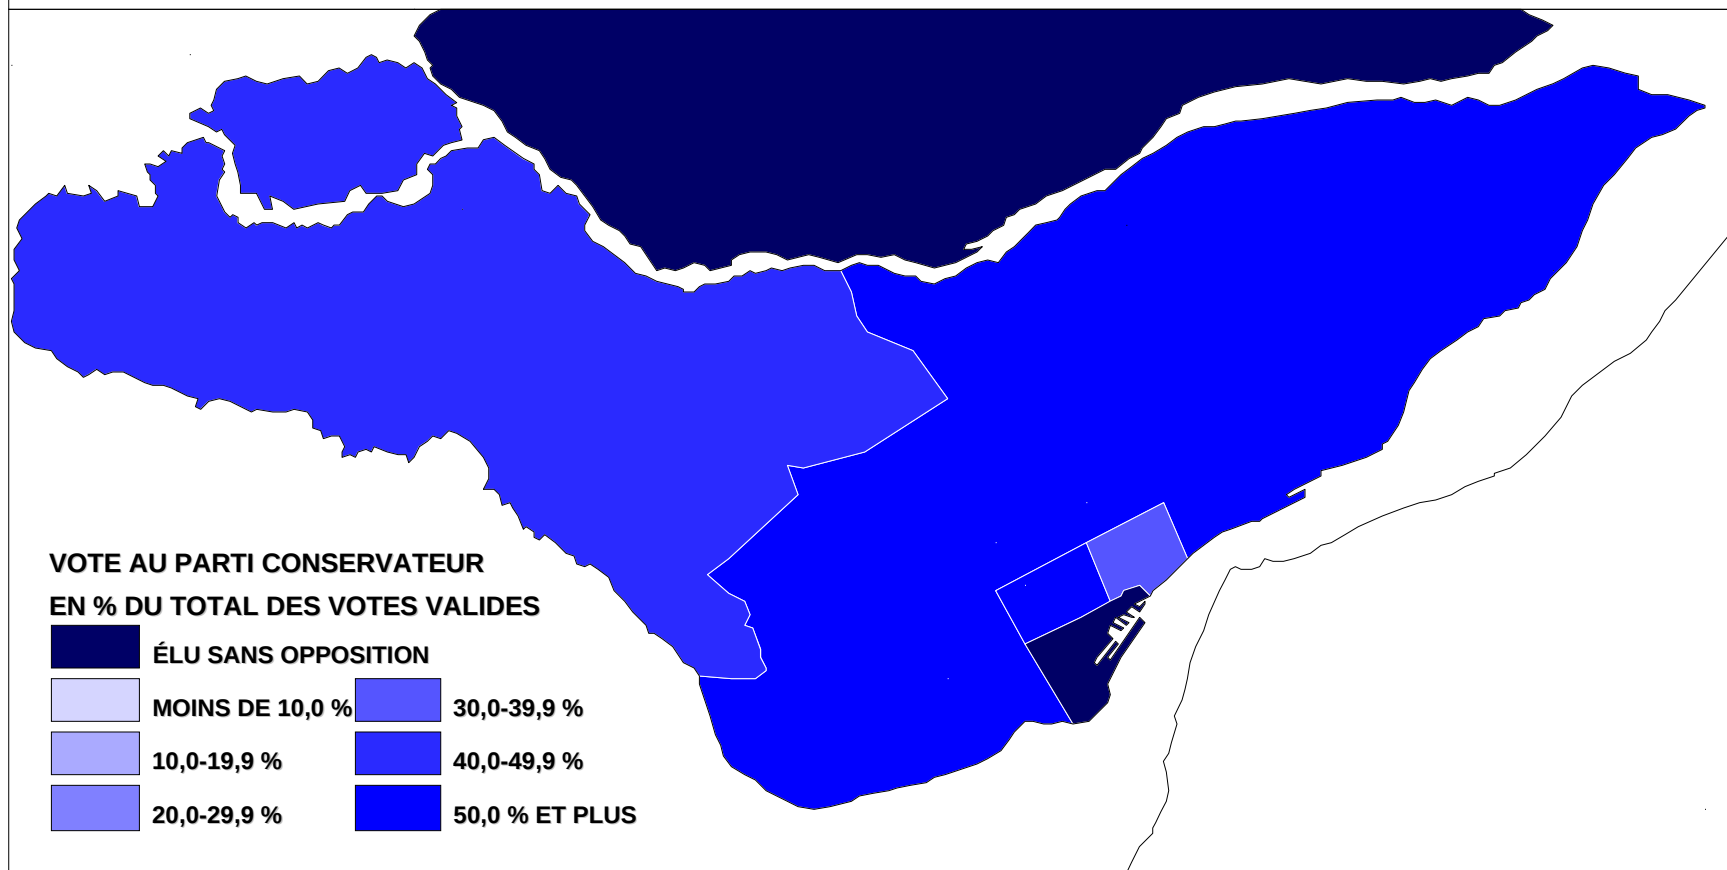 VOTE AU PARTI CONSERVATEUR
EN % DU TOTAL DES VOTES VALIDES
ÉLU SANS OPPOSITION
MOINS DE 10,0 %
10,0-19,9 %
20,0-29,9 %
30,0-39,9 %
40,0-49,9 %
50,0 % ET PLUS